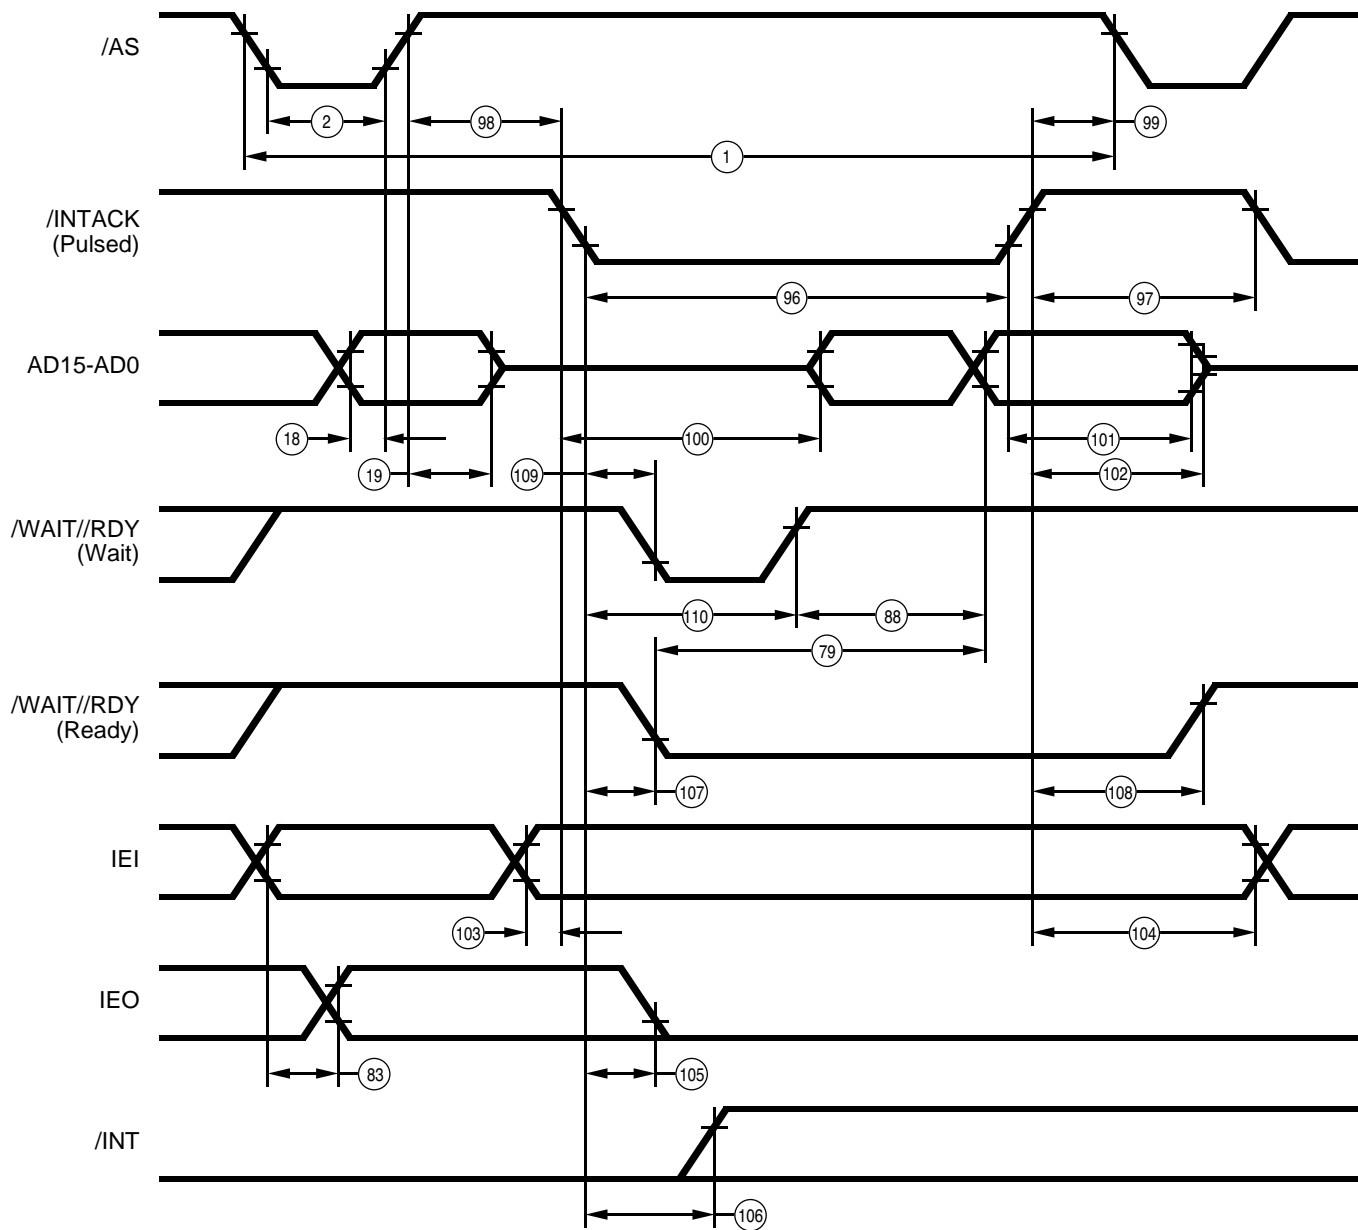 /AS
2
98
99
1
/INTACK
(Pulsed)
96
97
AD15-AD0
18
100
101
19
109
102
/WAIT//RDY
(Wait)
110
88
79
/WAIT//RDY
(Ready)
107
108
IEI
103
104
IEO
83
105
/INT
106